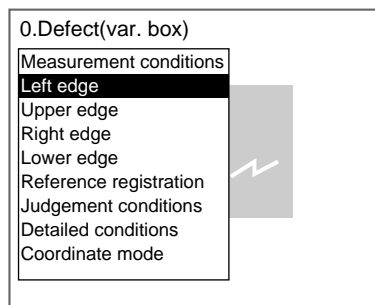 0.Defect(var. box)
Measurement conditions
Left edge
Upper edge
Right edge
Lower edge
Reference registration
Judgement conditions
Detailed conditions
Coordinate mode